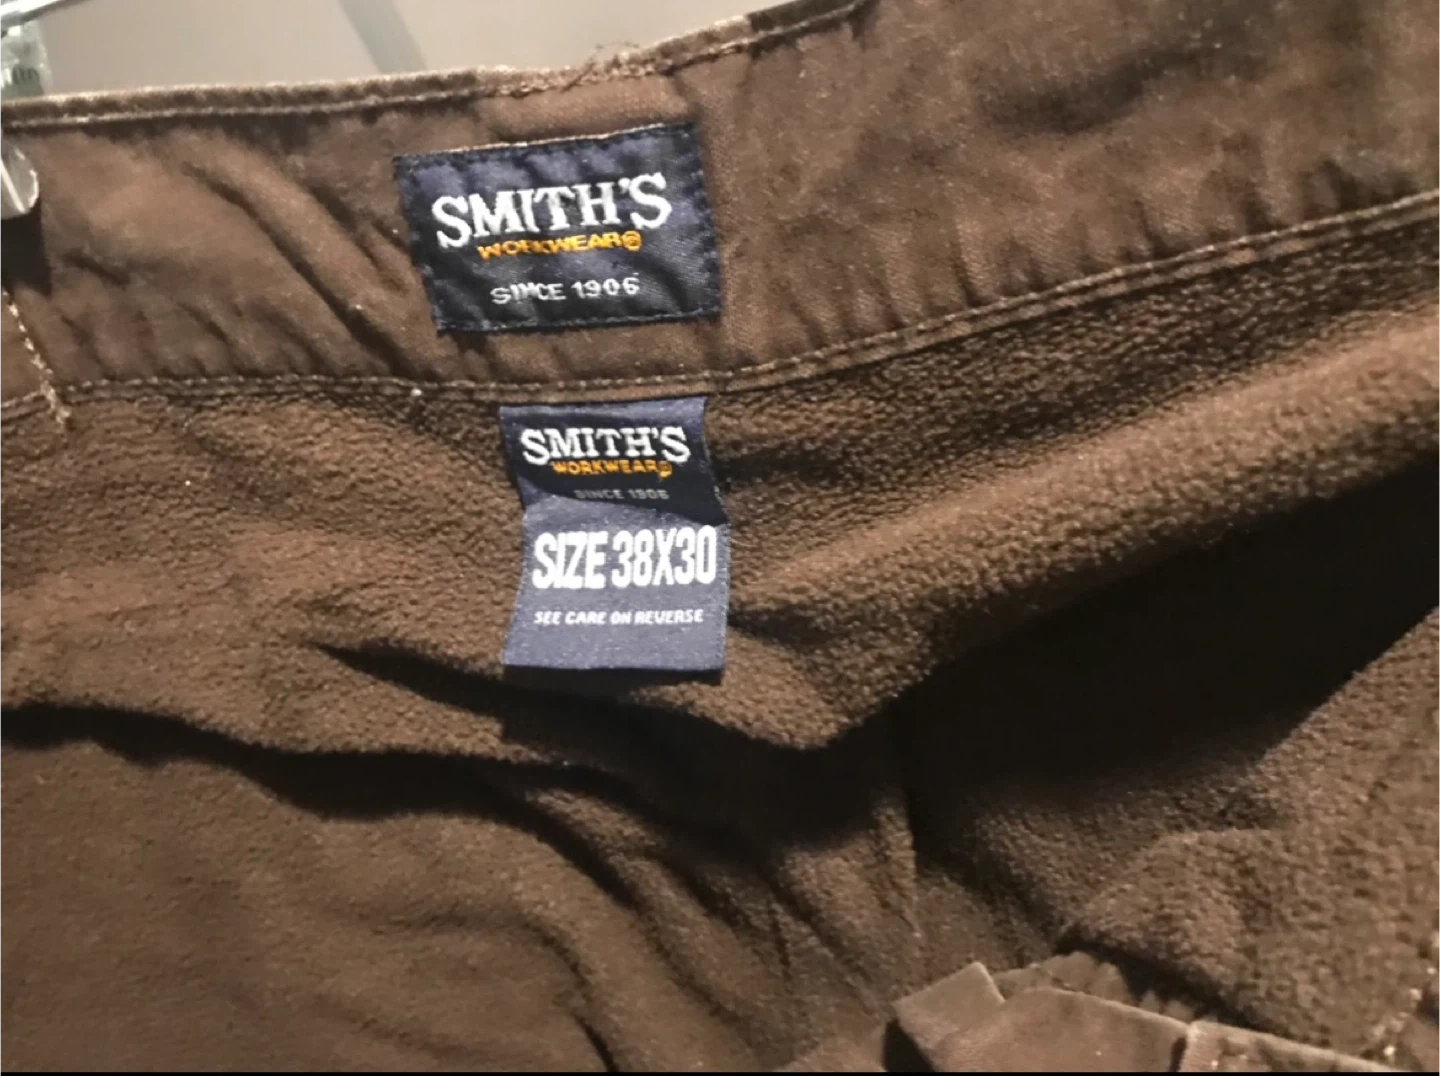 SMITH'S
WORKWEAR®
SINCE 1906
SMITH'S
WORKWEAR®
SINCE 1906
SIZE 38X30
SEE CARE ON REVERSE